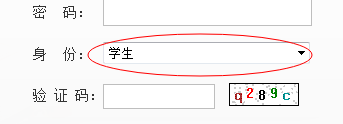 密 码：
身 份： 学生
验 证 码： q289c